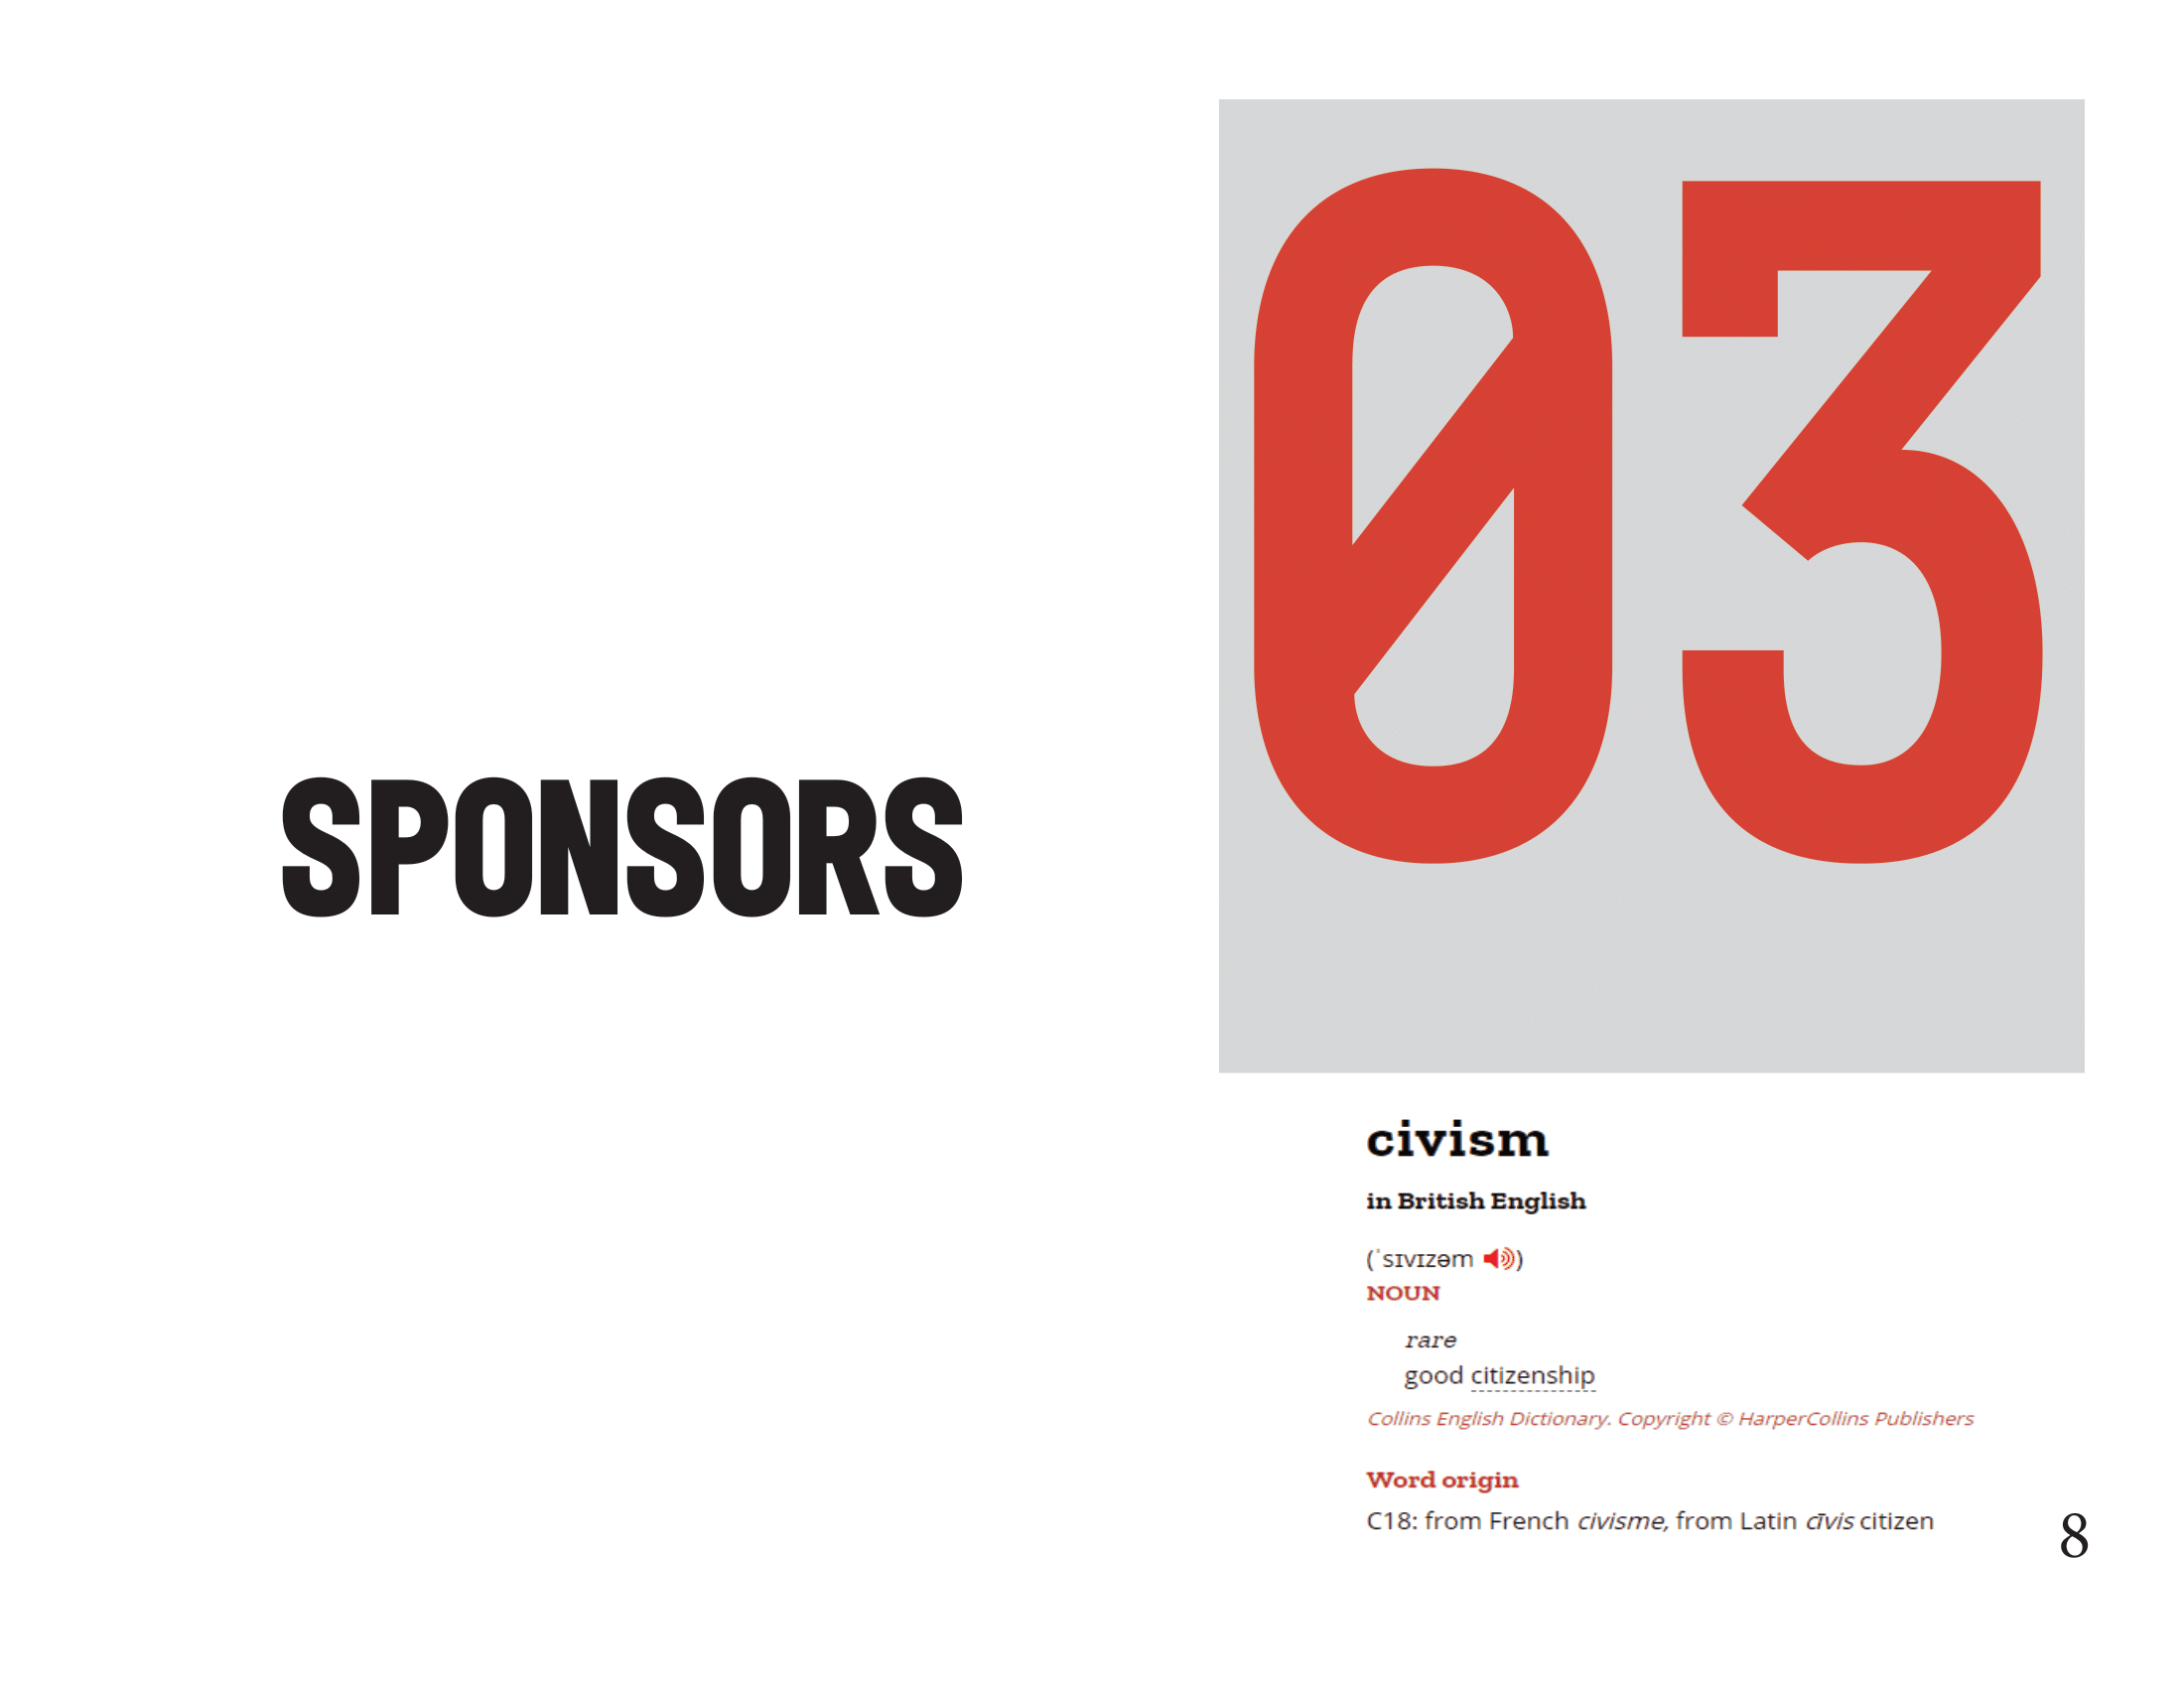 SPONSORS
03
civism
in British English
(ˈsɪvɪzəm )
NOUN
rare
good citizenship
Collins English Dictionary. Copyright © HarperCollins Publishers
Word origin
C18: from French civisme, from Latin cīvis citizen
8